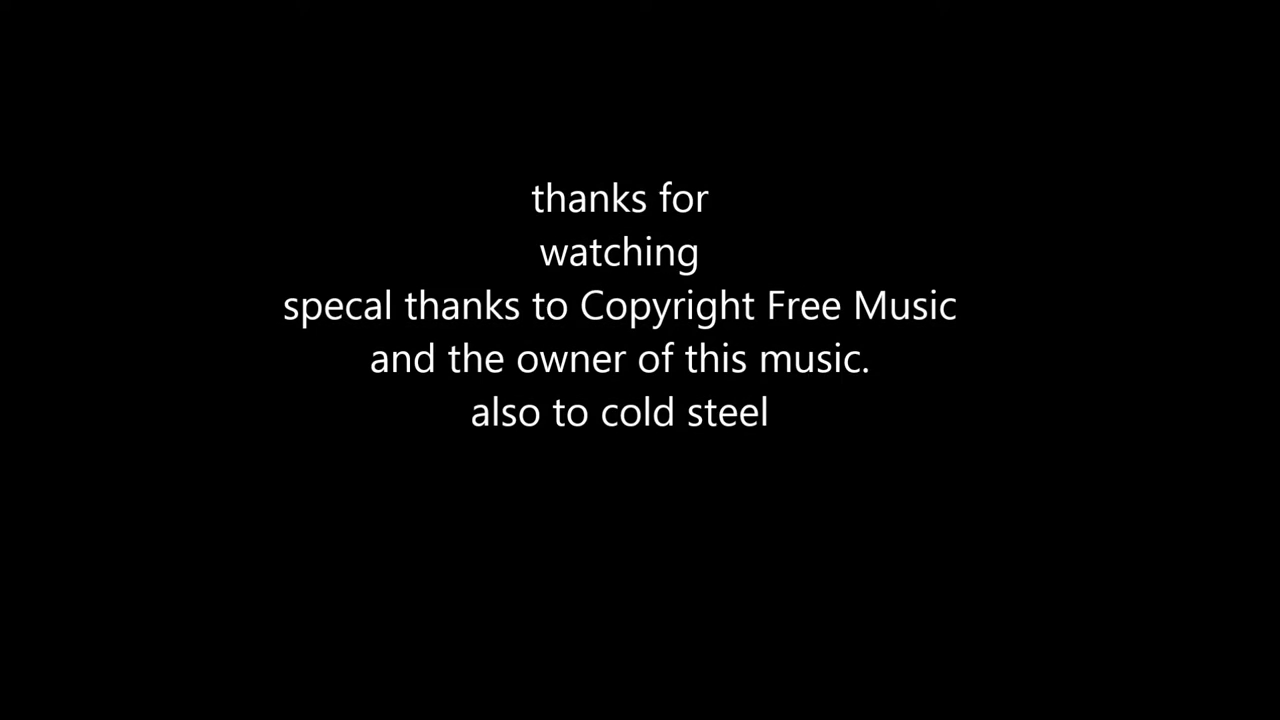 thanks for
watching
specal thanks to Copyright Free Music
and the owner of this music.
also to cold steel